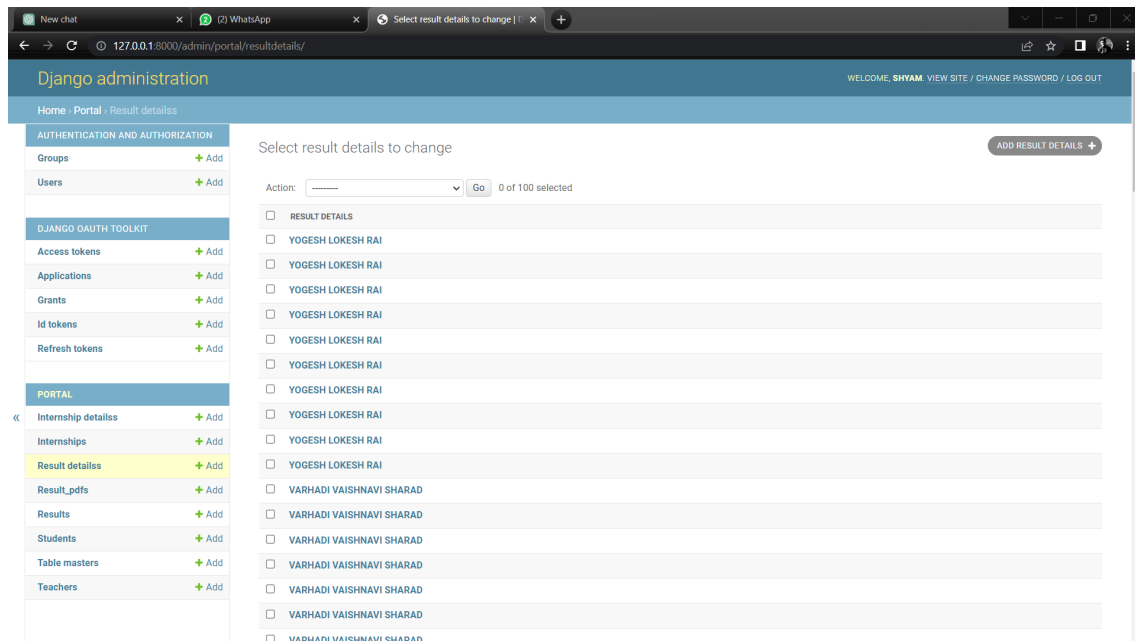 New chat
(2) WhatsApp
Select result details to change | D
127.0.0.1:8000/admin/portal/resultdetails/
Django administration
WELCOME, SHYAM. VIEW SITE / CHANGE PASSWORD / LOG OUT
Home › Portal › Result detailss
AUTHENTICATION AND AUTHORIZATION
Groups + Add
Users + Add
DJANGO OAUTH TOOLKIT
Access tokens + Add
Applications + Add
Grants + Add
Id tokens + Add
Refresh tokens + Add
PORTAL
Internship detailss + Add
Internships + Add
Result detailss + Add
Result_pdfs + Add
Results + Add
Students + Add
Table masters + Add
Teachers + Add
«
Select result details to change
ADD RESULT DETAILS +
Action: --------- Go 0 of 100 selected
RESULT DETAILS
YOGESH LOKESH RAI
YOGESH LOKESH RAI
YOGESH LOKESH RAI
YOGESH LOKESH RAI
YOGESH LOKESH RAI
YOGESH LOKESH RAI
YOGESH LOKESH RAI
YOGESH LOKESH RAI
YOGESH LOKESH RAI
YOGESH LOKESH RAI
VARHADI VAISHNAVI SHARAD
VARHADI VAISHNAVI SHARAD
VARHADI VAISHNAVI SHARAD
VARHADI VAISHNAVI SHARAD
VARHADI VAISHNAVI SHARAD
VARHADI VAISHNAVI SHARAD
VARHADI VAISHNAVI SHARAD